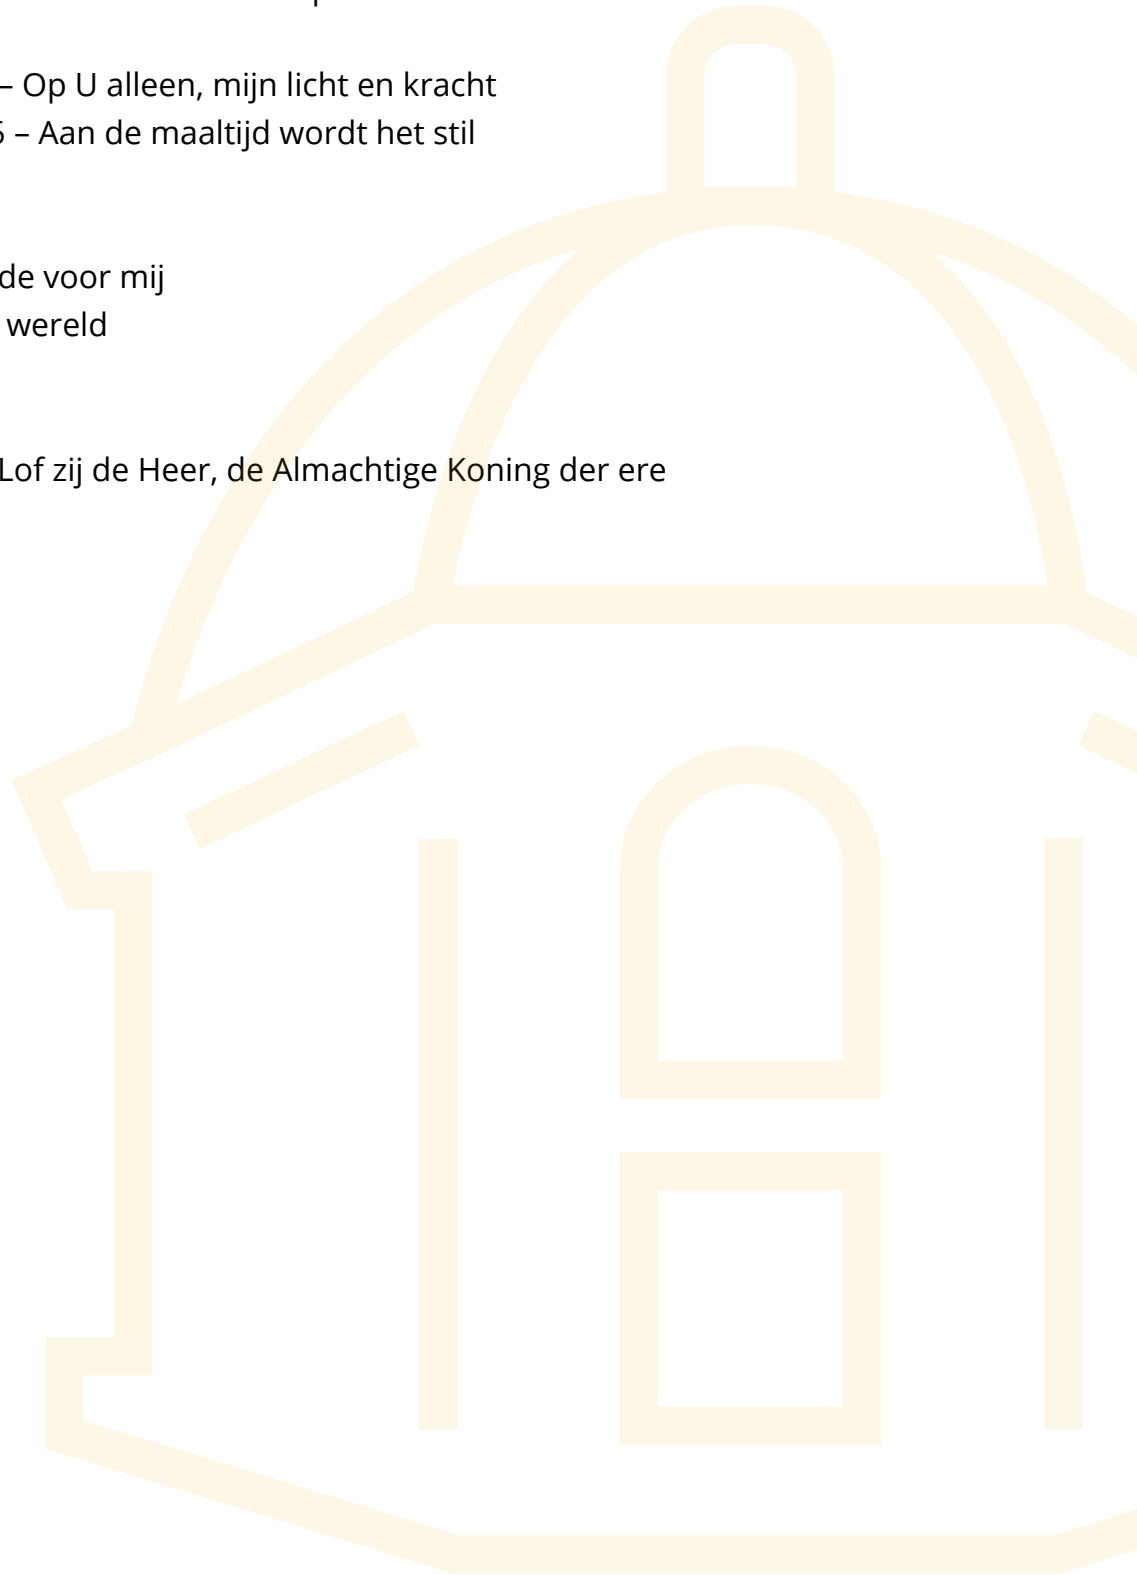 – Op U alleen, mijn licht en kracht
5 – Aan de maaltijd wordt het stil
de voor mij
wereld
Lof zij de Heer, de Almachtige Koning der ere